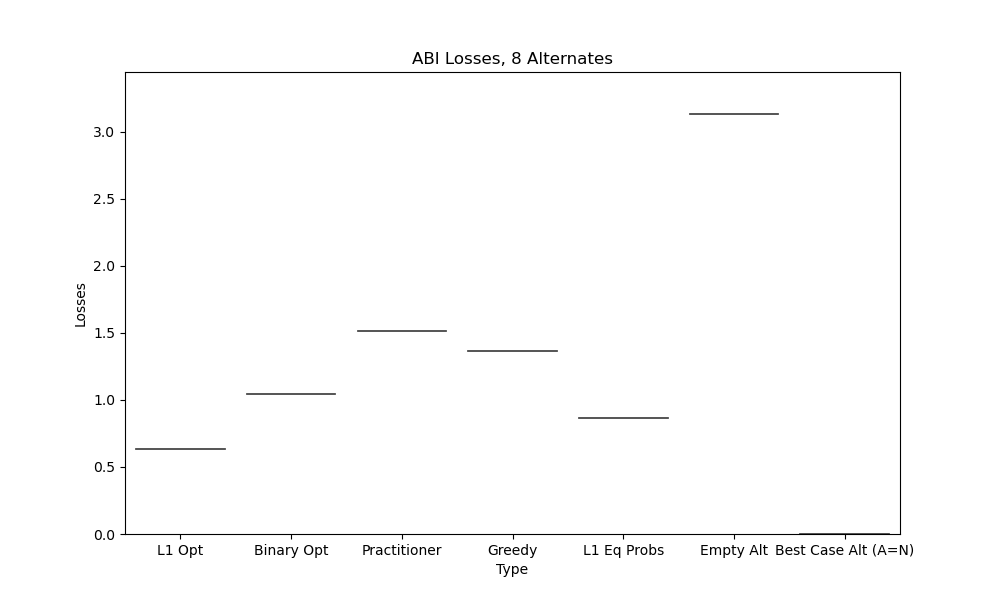 ABI Losses, 8 Alternates
3.0
2.5
2.0
1.5
1.0
0.5
0.0
Losses
L1 Opt
Binary Opt
Practitioner
Greedy
L1 Eq Probs
Empty Alt
Best Case Alt (A=N)
Type